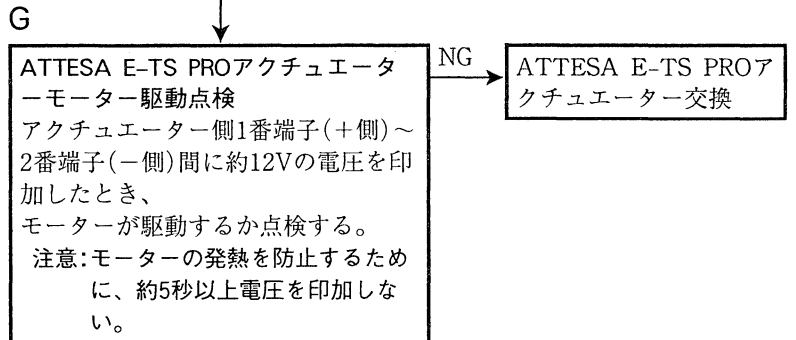 G
ATTESA E-TS PROアクチュエータ
ーモーター駆動点検
アクチュエーター側1番端子(+側)～
2番端子(−側)間に約12Vの電圧を印
加したとき、
モーターが駆動するか点検する。
注意:モーターの発熱を防止するため
に、約5秒以上電圧を印加しな
い。
NG
ATTESA E-TS PROア
クチュエーター交換